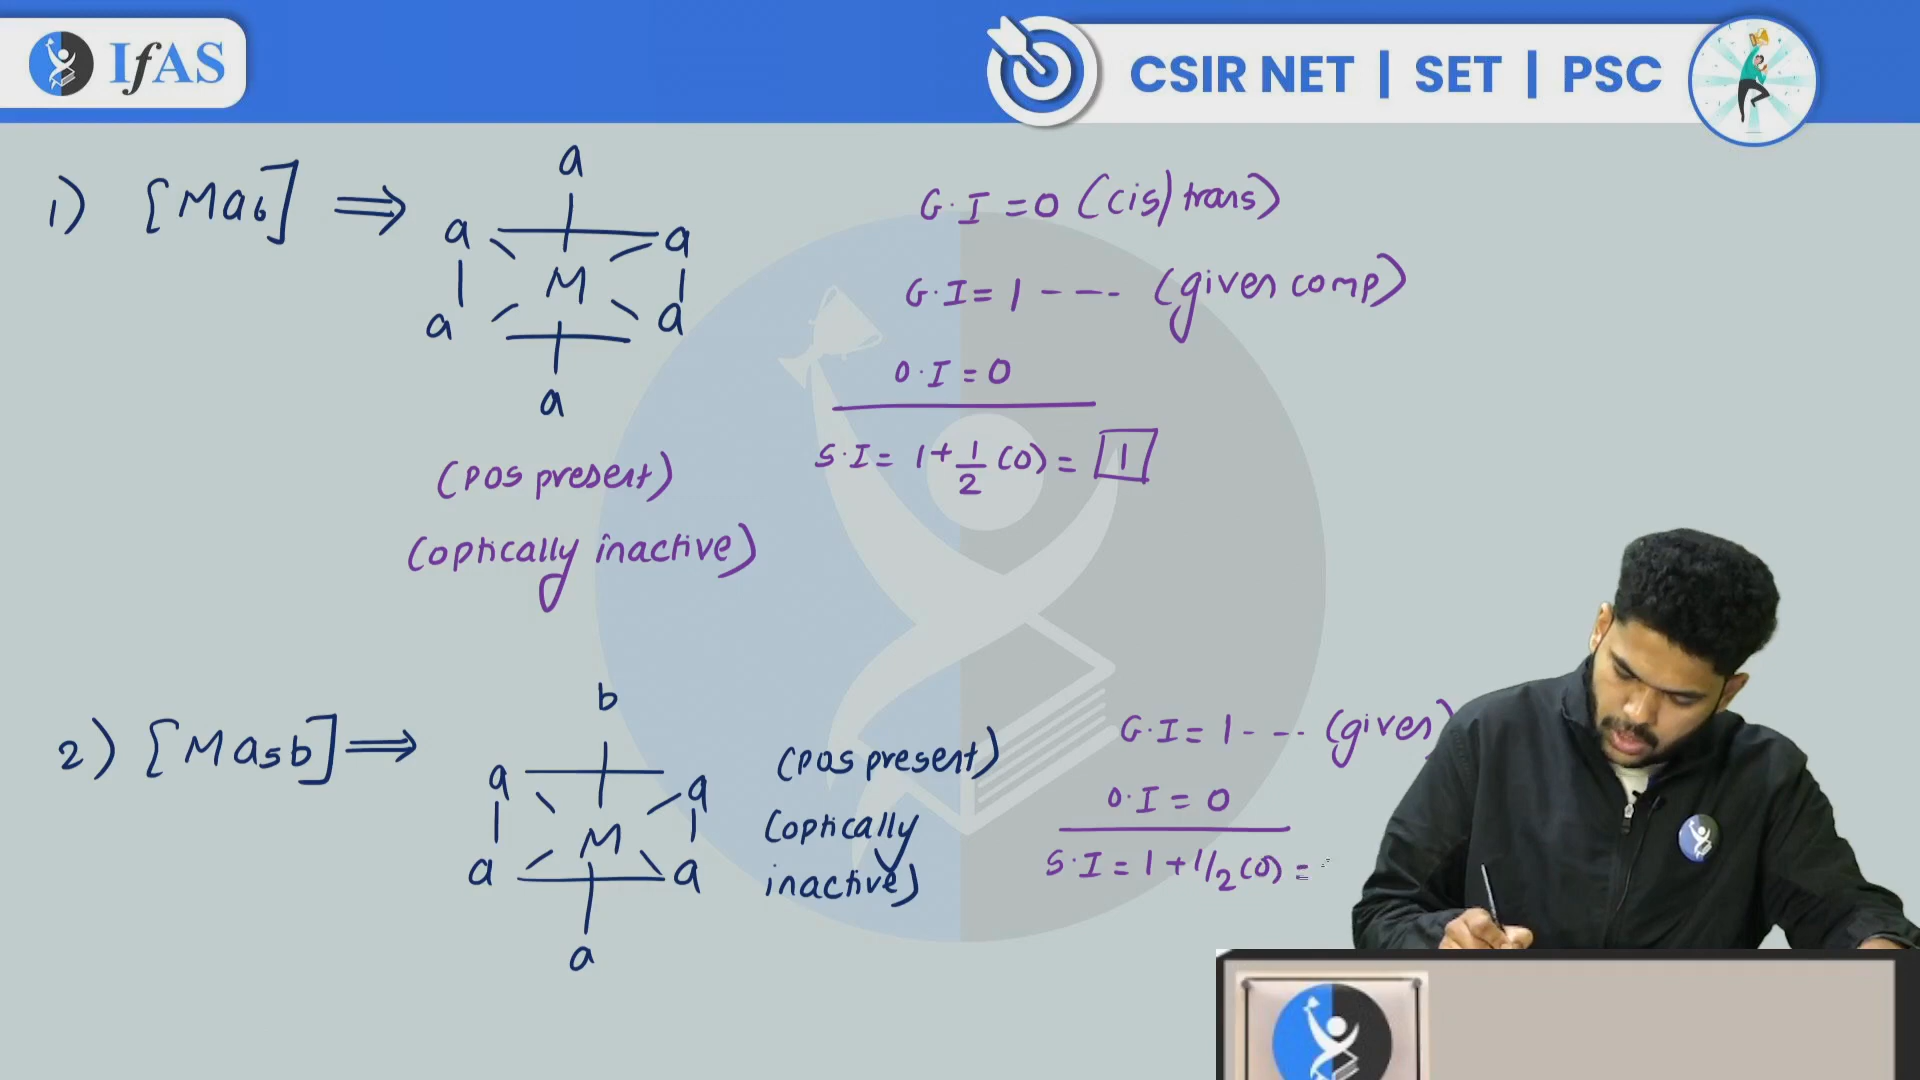 IfAS
CSIR NET | SET | PSC
1) [Ma6] ⇒
a
a a
M
a a
a
(POS present)
(optically inactive)
G.I = 0 (cis/trans)
G.I = 1 ---- (given comp)
O.I = 0
S.I = 1 + 1/2 (0) = 1
2) [Ma5b] ⇒
b
a a
M
a a
a
(POS present)
(optically
inactive)
G.I = 1 - -- (given)
O.I = 0
S.I = 1 + 1/2 (0) =